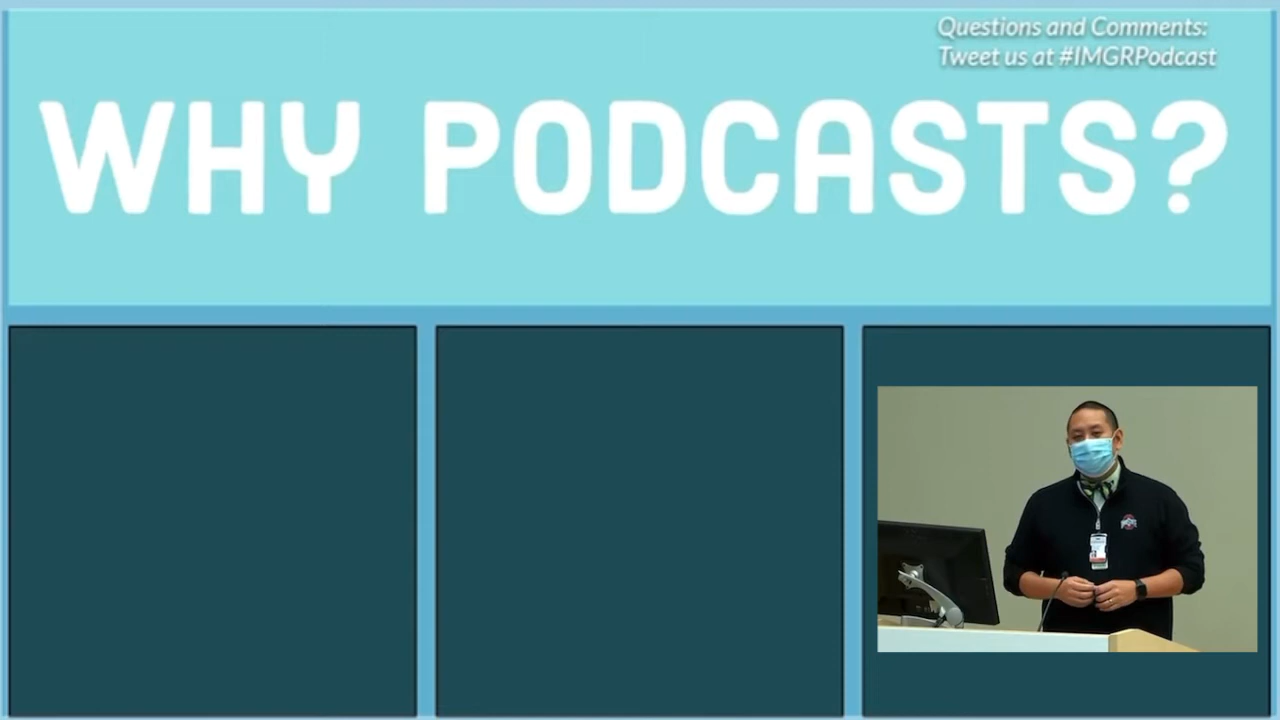 Questions and Comments:
Tweet us at #IMGRPodcast
WHY PODCASTS?